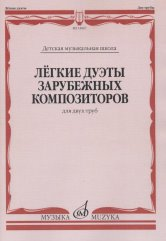 Детская музыкальная школа
ЛЁГКИЕ ДУЭТЫ
ЗАРУБЕЖНЫХ
КОМПОЗИТОРОВ
для двух труб
МУЗЫКА MUZYKA